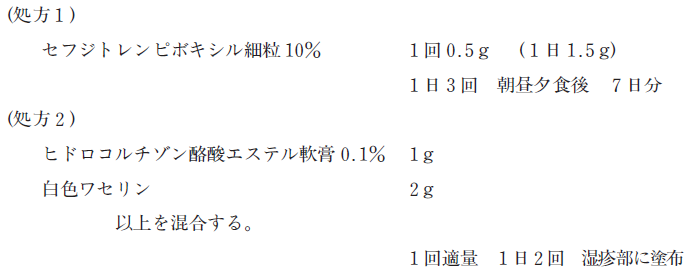 (処方1)
セフジトレンピボキシル細粒10% 1回0.5g (1日1.5g)
1日3回 朝昼夕食後 7日分
(処方2)
ヒドロコルチゾン酪酸エステル軟膏0.1% 1g
白色ワセリン 2g
以上を混合する。
1回適量 1日2回 湿疹部に塗布